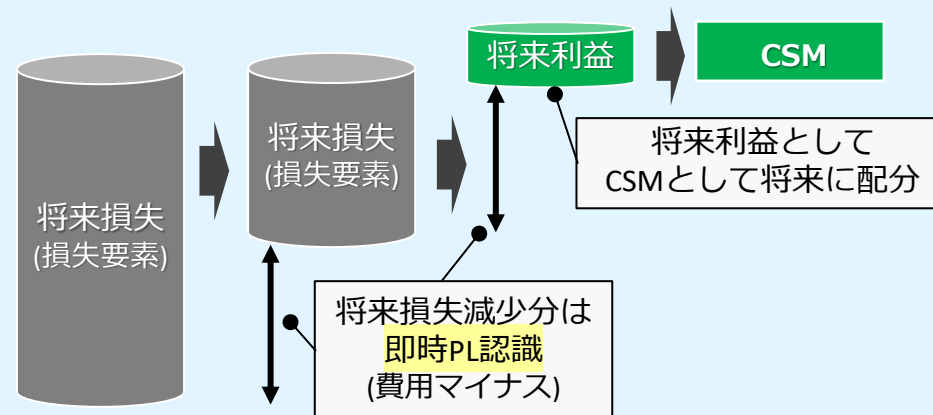 将来損失
(損失要素)
将来損失
(損失要素)
将来利益
CSM
将来利益として
CSMとして将来に配分
将来損失減少分は
即時PL認識
(費用マイナス)